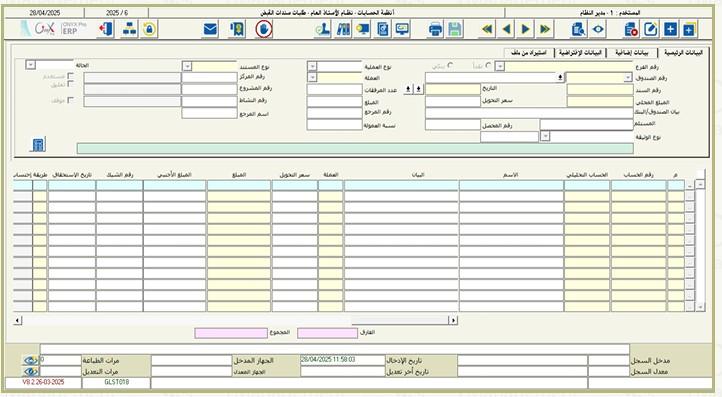 المستخدم : 1 - مدير النظام
أنظمة الحسابات - نظام الأستاذ العام - طلبات سندات القبض
6 / 2025
28/04/2025
ONYX Pro
ERP
البيانات الرئيسية
بيانات إضافية
البيانات الإفتراضية
استيراد من ملف
رقم الفرع
نقداً
بنكي
نوع العملية
نوع المستند
الحالة
رقم الصندوق
العملة
رقم المركز
مستخدم
رقم السند
التاريخ
عدد المرفقات
رقم المشروع
تعليق
المبلغ المحلي
سعر التحويل
المبلغ
رقم النشاط
موقف
بيان الصندوق/البنك
رقم المرجع
اسم المرجع
المستلم
رقم المحصل
نسبة العمولة
نوع الوثيقة
م
رقم الحساب
الحساب التحليلي
الاسم
البيان
العملة
سعر التحويل
المبلغ
المبلغ الأجنبي
رقم الشيك
تاريخ الإستحقاق
طريقة
الفارق
المجموع
مدخل السجل
تاريخ الإدخال
28/04/2025 11:58:03
الجهاز المدخل
مرات الطباعة
0
معدل السجل
تاريخ أخر تعديل
الجهاز المعدل
مرات التعديل
GLST018
V8.2.26-03-2025